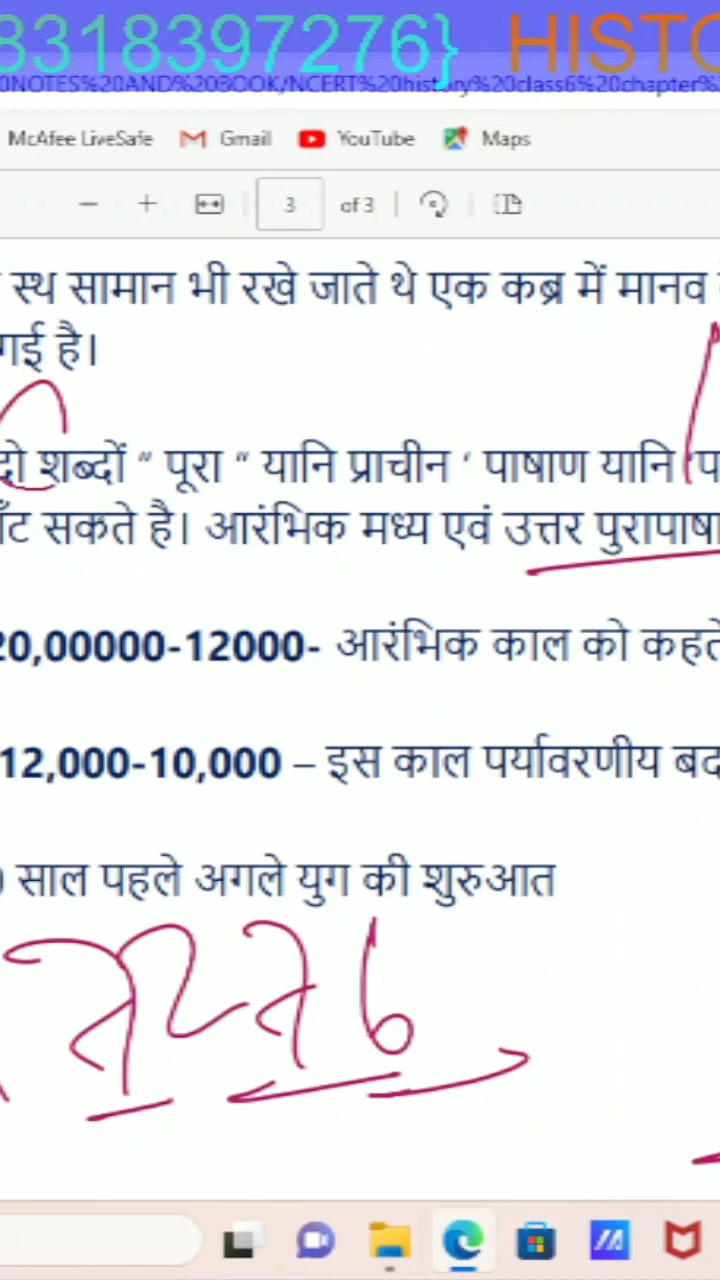 8318397276} HISTO
0NOTES%20AND%20BOOK/NCERT%20history%20class6%20chapter%
McAfee LiveSafe Gmail YouTube Maps
3 of 3
स्थ सामान भी रखे जाते थे एक कब्र में मानव
गई है।
दो शब्दों “ पूरा “ यानि प्राचीन ‘ पाषाण यानि ‘प
ाँट सकते है। आरंभिक मध्य एवं उत्तर पुरापाषा
20,00000-12000- आरंभिक काल को कहते
12,000-10,000 – इस काल पर्यावरणीय बद
साल पहले अगले युग की शुरुआत
7276